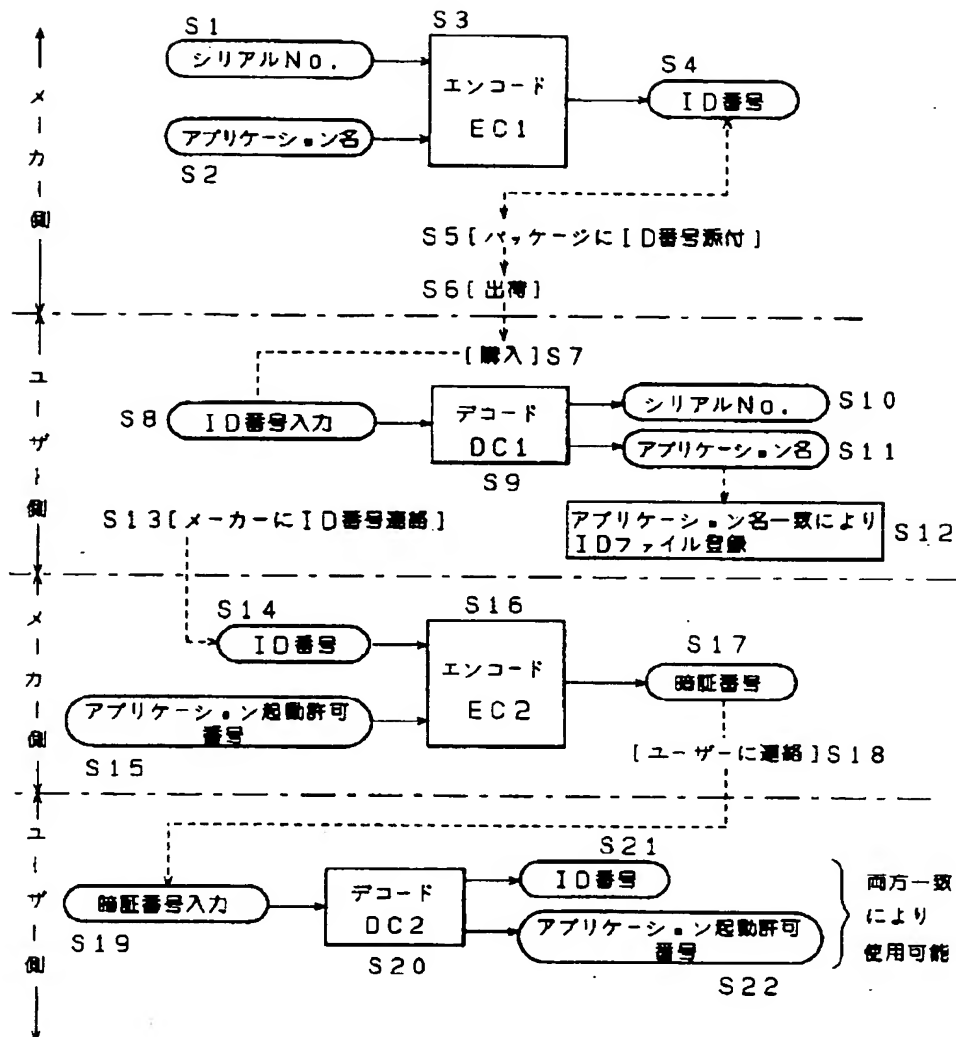 S1
シリアルNo.
S3
エンコード
EC1
S4
ID番号
アプリケーション名
S2
メーカー側
S5[パッケージにID番号添付]
S6[出荷]
[購入]S7
ユーザー側
S8
ID番号入力
デコード
DC1
S9
シリアルNo.
S10
アプリケーション名
S11
アプリケーション名一致により
IDファイル登録
S12
S13[メーカーにID番号連絡]
メーカー側
S14
ID番号
S16
エンコード
EC2
S17
暗証番号
アプリケーション起動許可
番号
S15
[ユーザーに連絡]S18
ユーザー側
暗証番号入力
S19
デコード
DC2
S20
S21
ID番号
アプリケーション起動許可
番号
S22
両方一致
により
使用可能